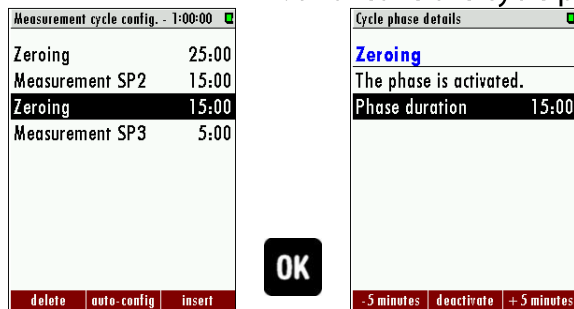 Measurement cycle config. - 1:00:00
Zeroing 25:00
Measurement SP2 15:00
Zeroing 15:00
Measurement SP3 5:00
delete auto-config insert
OK
Cycle phase details
Zeroing
The phase is activated.
Phase duration 15:00
-5 minutes deactivate +5 minutes